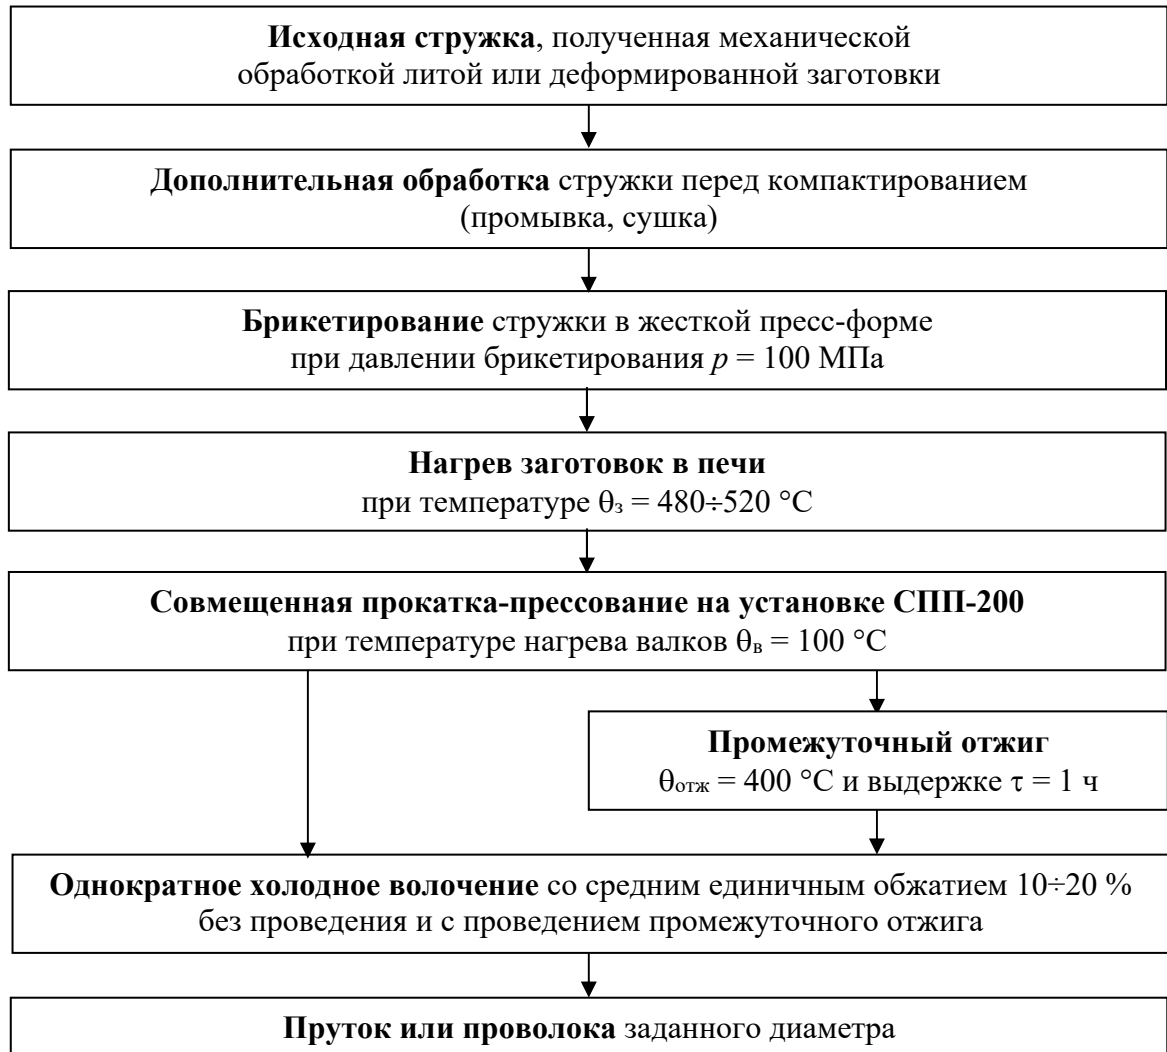 Исходная стружка, полученная механической
обработкой литой или деформированной заготовки
Дополнительная обработка стружки перед компактированием
(промывка, сушка)
Брикетирование стружки в жесткой пресс-форме
при давлении брикетирования p = 100 МПа
Нагрев заготовок в печи
при температуре θз = 480÷520 °C
Совмещенная прокатка-прессование на установке СПП-200
при температуре нагрева валков θв = 100 °C
Промежуточный отжиг
θотж = 400 °C и выдержке τ = 1 ч
Однократное холодное волочение со средним единичным обжатием 10÷20 %
без проведения и с проведением промежуточного отжига
Пруток или проволока заданного диаметра